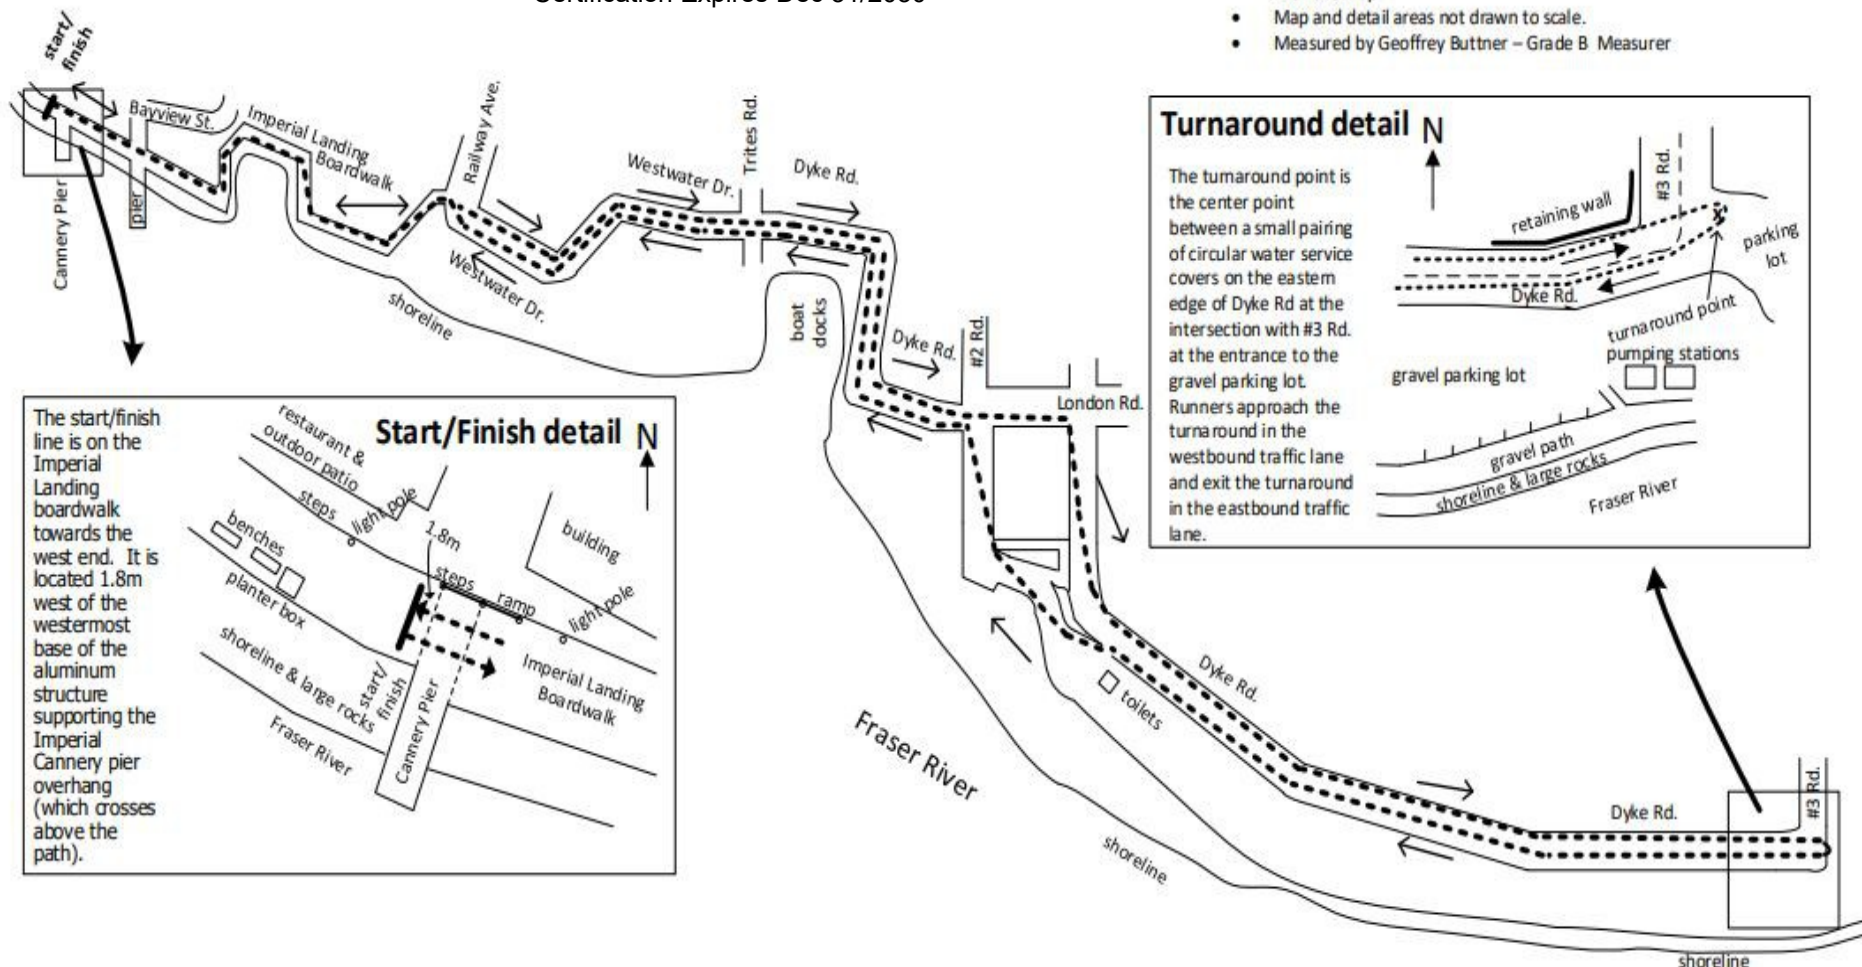 • Map and detail areas not drawn to scale.
• Measured by Geoffrey Buttner – Grade B Measurer
start/
finish
Bayview St.
Imperial Landing
Boardwalk
Railway Ave.
Cannery Pier
pier
Westwater Dr.
shoreline
Westwater Dr.
Trites Rd.
Dyke Rd.
boat
docks
Dyke Rd.
#2 Rd.
London Rd.
Turnaround detail N
The turnaround point is
the center point
between a small pairing
of circular water service
covers on the eastern
edge of Dyke Rd at the
intersection with #3 Rd.
at the entrance to the
gravel parking lot.
Runners approach the
turnaround in the
westbound traffic lane
and exit the turnaround
in the eastbound traffic
lane.
retaining wall
#3 Rd.
x
parking
lot
Dyke Rd.
turnaround point
pumping stations
gravel parking lot
gravel path
shoreline & large rocks
Fraser River
The start/finish
line is on the
Imperial
Landing
boardwalk
towards the
west end. It is
located 1.8m
west of the
westermost
base of the
aluminum
structure
supporting the
Imperial
Cannery pier
overhang
(which crosses
above the
path).
Start/Finish detail N
restaurant &
outdoor patio
steps
light pole
1.8m
building
benches
planter box
steps
ramp
light pole
shoreline & large rocks
start/
finish
Imperial Landing
Boardwalk
Cannery Pier
Fraser River
toilets
Dyke Rd.
Fraser River
shoreline
Dyke Rd.
#3 Rd.
shoreline